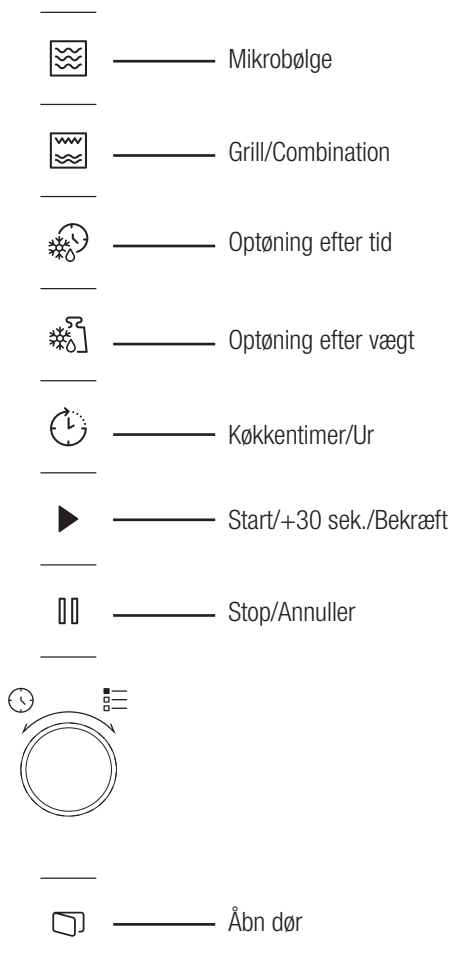 Mikrobølge
Grill/Combination
Optøning efter tid
Optøning efter vægt
Køkkentimer/Ur
Start/+30 sek./Bekræft
Stop/Annuller
Åbn dør